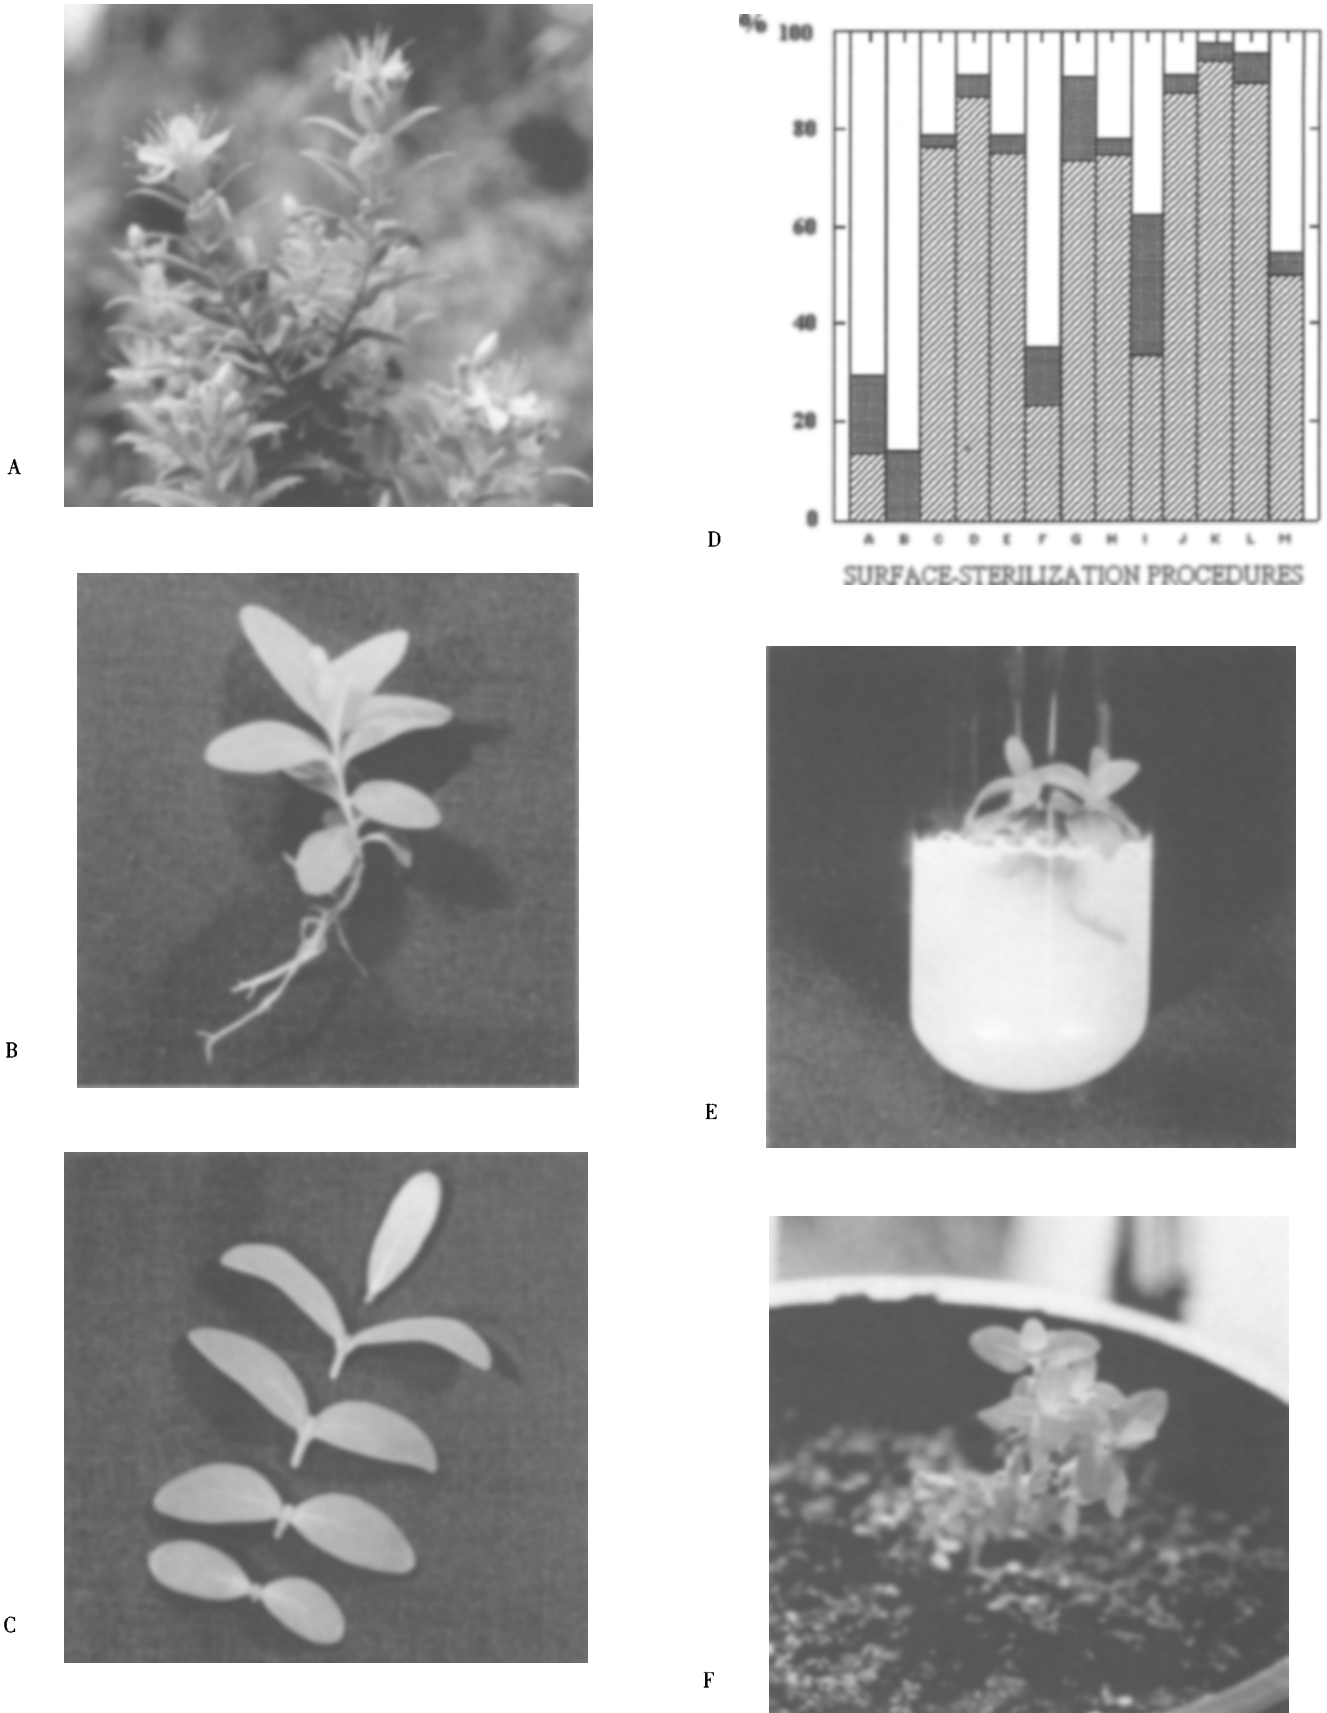 A
B
C
%
100
80
60
40
20
0
A B C D E F G H I J K L M
SURFACE-STERILIZATION PROCEDURES
D
E
F